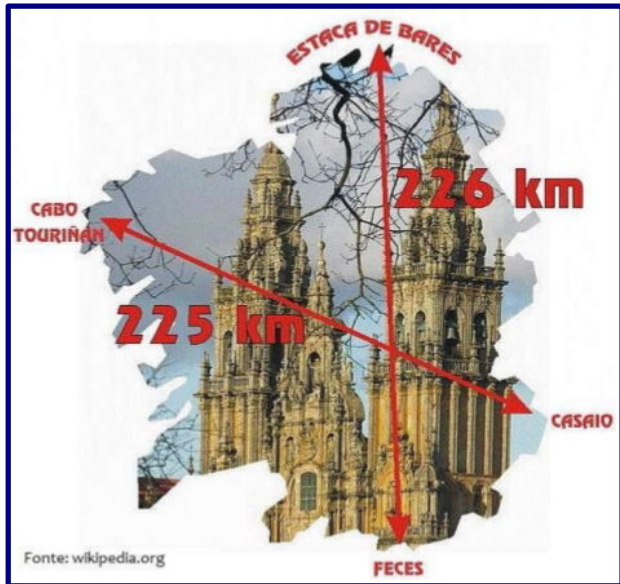 ESTACA DE BARES
226 km
CABO
TOURIÑAN
225 km
CASAIO
Fonte: wikipedia.org
FECES